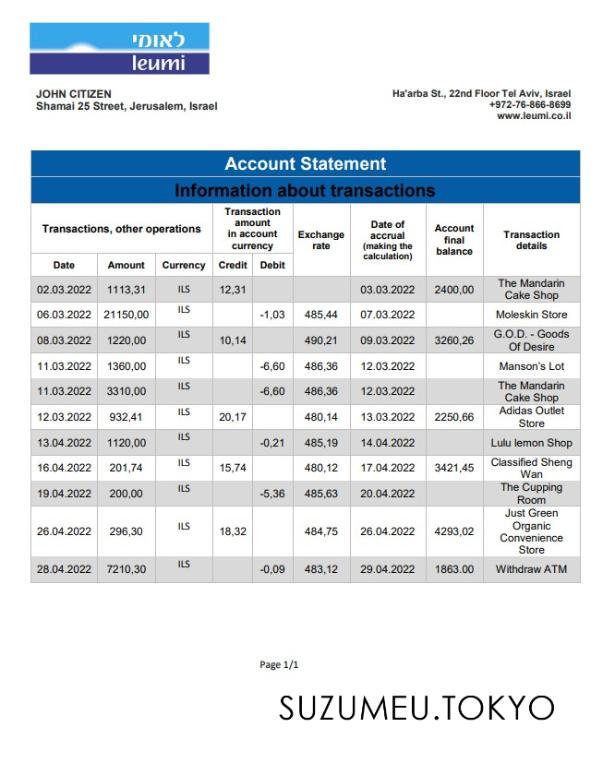 לאומי
leumi
JOHN CITIZEN
Shamai 25 Street, Jerusalem, Israel
Ha'arba St., 22nd Floor Tel Aviv, Israel
+972-76-866-8699
www.leumi.co.il
Account Statement
Information about transactions
Transactions, other operations
Transaction amount in account currency
Exchange rate
Date of accrual (making the calculation)
Account final balance
Transaction details
Date Amount Currency Credit Debit
02.03.2022 1113,31 ILS 12,31 03.03.2022 2400,00 The Mandarin Cake Shop
06.03.2022 21150,00 ILS -1,03 485,44 07.03.2022 Moleskin Store
08.03.2022 1220,00 ILS 10,14 490,21 09.03.2022 3260,26 G.O.D. - Goods Of Desire
11.03.2022 1360,00 ILS -6,60 486,36 12.03.2022 Manson's Lot
11.03.2022 3310,00 ILS -6,60 486,36 12.03.2022 The Mandarin Cake Shop
12.03.2022 932,41 ILS 20,17 480,14 13.03.2022 2250,66 Adidas Outlet Store
13.04.2022 1120,00 ILS -0,21 485,19 14.04.2022 Lulu lemon Shop
16.04.2022 201,74 ILS 15,74 480,12 17.04.2022 3421,45 Classified Sheng Wan
19.04.2022 200,00 ILS -5,36 485,63 20.04.2022 The Cupping Room
26.04.2022 296,30 ILS 18,32 484,75 26.04.2022 4293,02 Just Green Organic Convenience Store
28.04.2022 7210,30 ILS -0,09 483,12 29.04.2022 1863.00 Withdraw ATM
Page 1/1
SUZUMEU.TOKYO